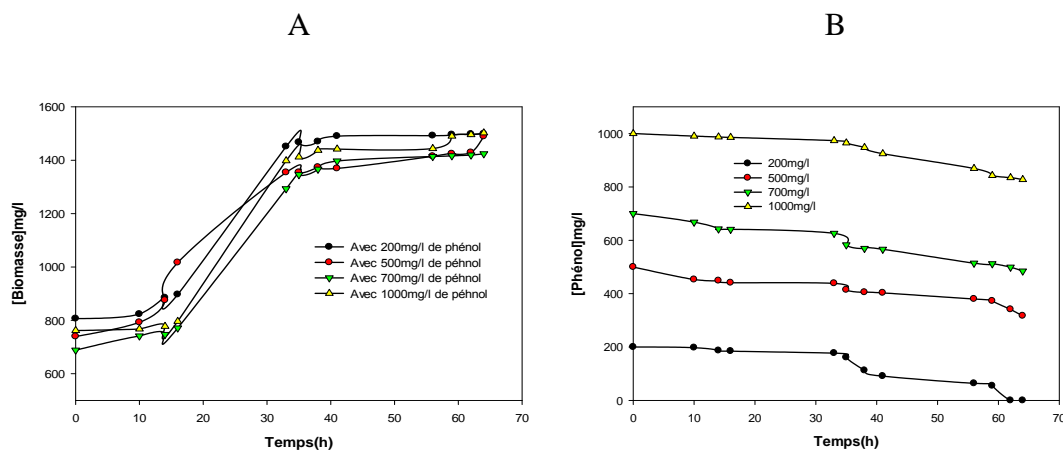 A
B
1600
1400
1200
1000
800
600
[Biomasse]mg/l
0 10 20 30 40 50 60 70
Temps(h)
Avec 200mg/l de phénol
Avec 500mg/l de péhnol
Avec 700mg/l de péhnol
Avec 1000mg/l de péhnol
1000
800
600
400
200
0
[Phénol]mg/l
0 10 20 30 40 50 60 70
Temps(h)
200mg/l
500mg/l
700mg/l
1000mg/l